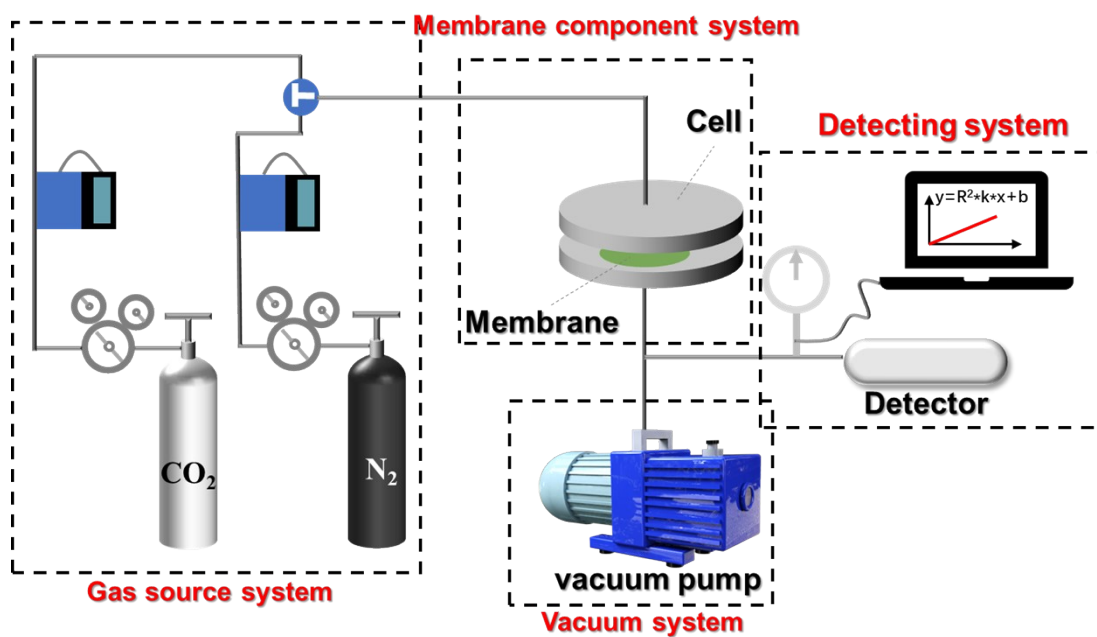 Membrane component system
Cell
Detecting system
y=R²*k*x+b
Membrane
Detector
CO₂
N₂
vacuum pump
Gas source system
Vacuum system